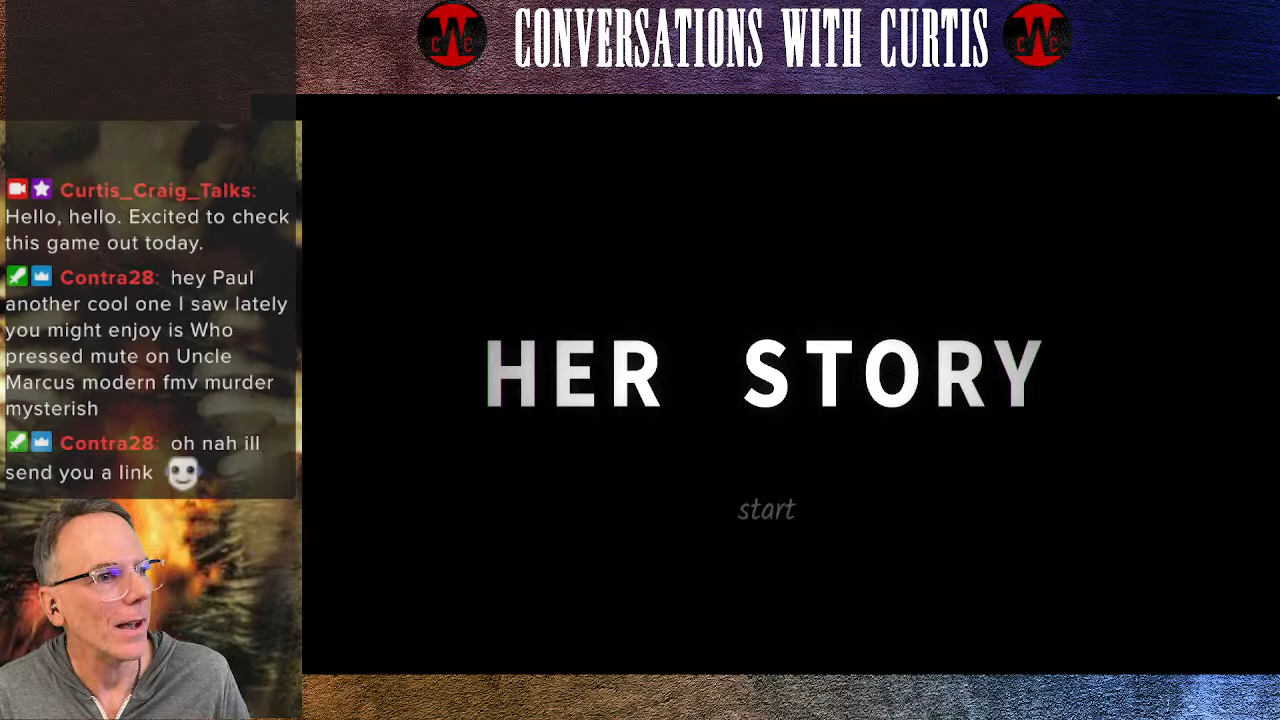 CONVERSATIONS WITH CURTIS
Curtis_Craig_Talks:
Hello, hello. Excited to check
this game out today.
Contra28: hey Paul
another cool one I saw lately
you might enjoy is Who
pressed mute on Uncle
Marcus modern fmv murder
mysterish
Contra28: oh nah ill
send you a link
HER STORY
start